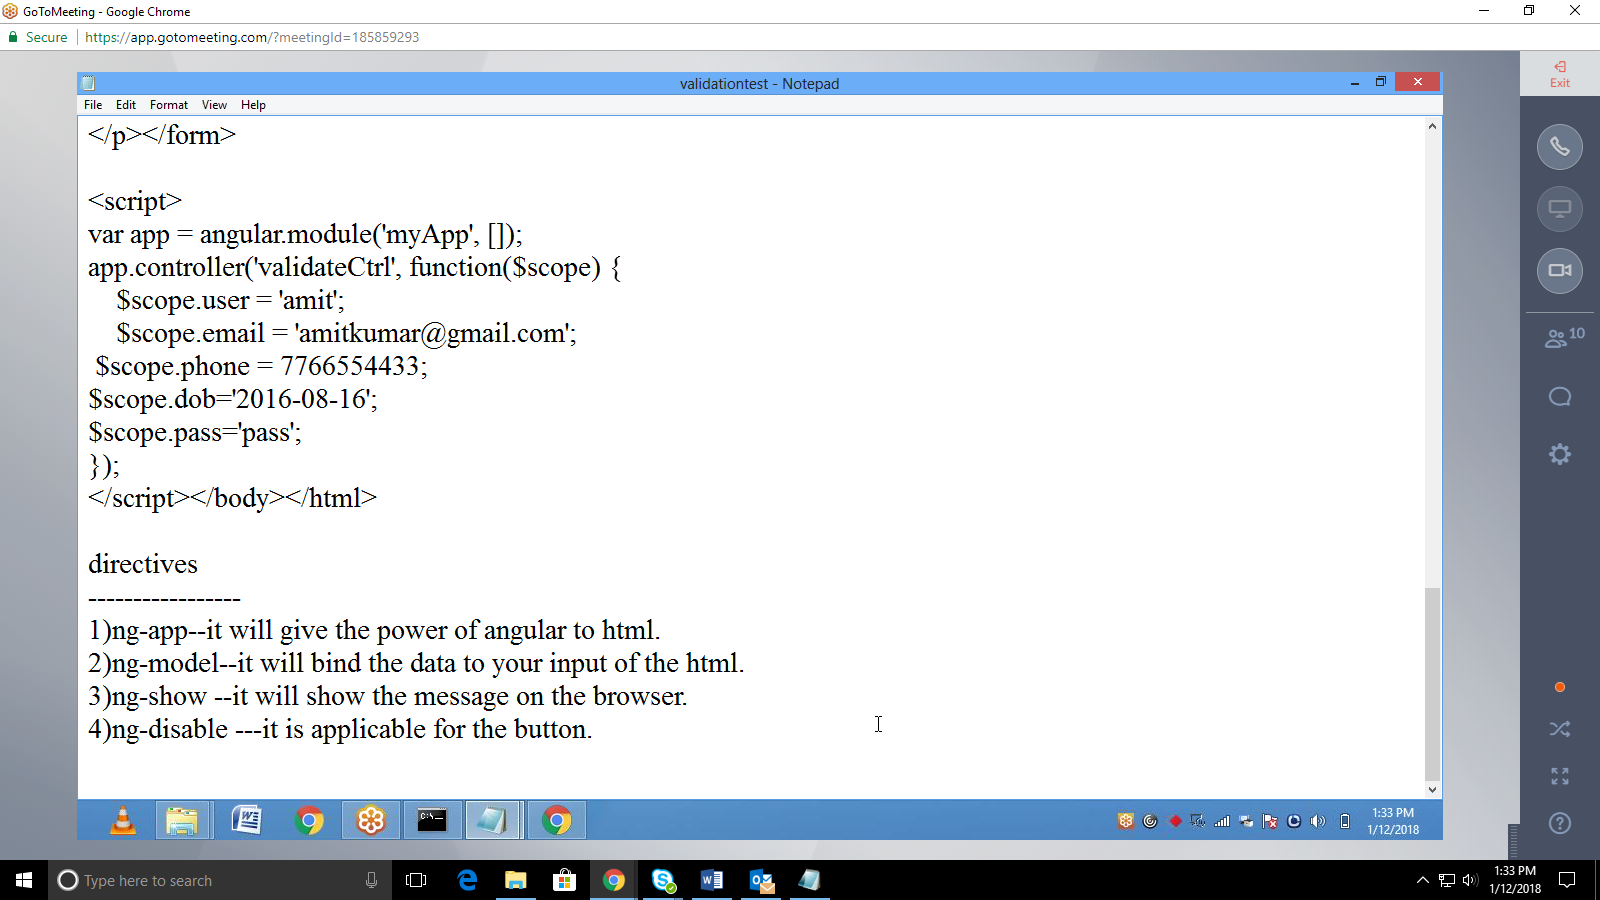 GoToMeeting - Google Chrome
Secure https://app.gotomeeting.com/?meetingId=185859293
validationtest - Notepad
Exit
File Edit Format View Help
</p></form>
<script>
var app = angular.module('myApp', []);
app.controller('validateCtrl', function($scope) {
$scope.user = 'amit';
$scope.email = 'amitkumar@gmail.com';
$scope.phone = 7766554433;
$scope.dob='2016-08-16';
$scope.pass='pass';
});
</script></body></html>
directives
-----------------
1)ng-app--it will give the power of angular to html.
2)ng-model--it will bind the data to your input of the html.
3)ng-show --it will show the message on the browser.
4)ng-disable ---it is applicable for the button.
10
1:33 PM
1/12/2018
Type here to search
1:33 PM
1/12/2018